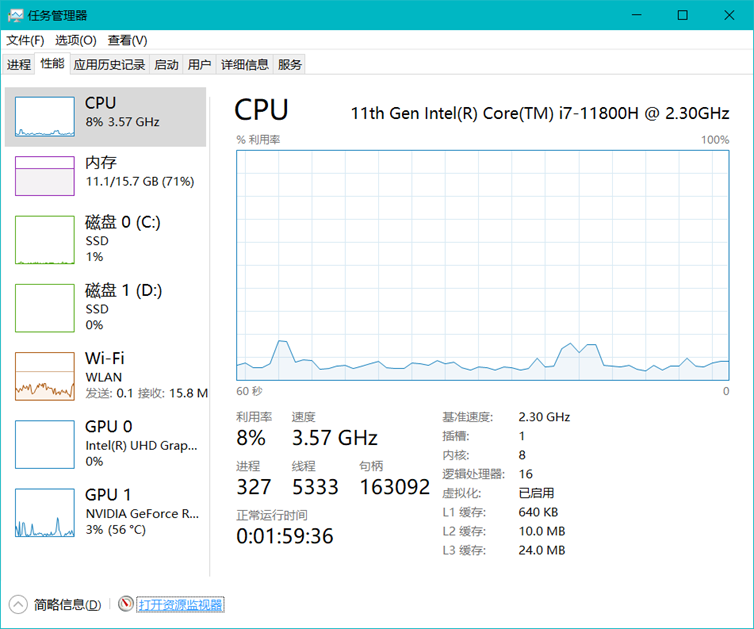 任务管理器
文件(F) 选项(O) 查看(V)
进程 性能 应用历史记录 启动 用户 详细信息 服务
CPU
8% 3.57 GHz
内存
11.1/15.7 GB (71%)
磁盘 0 (C:)
SSD
1%
磁盘 1 (D:)
SSD
0%
Wi-Fi
WLAN
发送: 0.1 接收: 15.8 M
GPU 0
Intel(R) UHD Grap...
0%
GPU 1
NVIDIA GeForce R...
3% (56 °C)
CPU 11th Gen Intel(R) Core(TM) i7-11800H @ 2.30GHz
% 利用率 100%
60 秒 0
利用率 速度
8% 3.57 GHz
进程 线程 句柄
327 5333 163092
正常运行时间
0:01:59:36
基准速度: 2.30 GHz
插槽: 1
内核: 8
逻辑处理器: 16
虚拟化: 已启用
L1 缓存: 640 KB
L2 缓存: 10.0 MB
L3 缓存: 24.0 MB
简略信息(D) 打开资源监视器